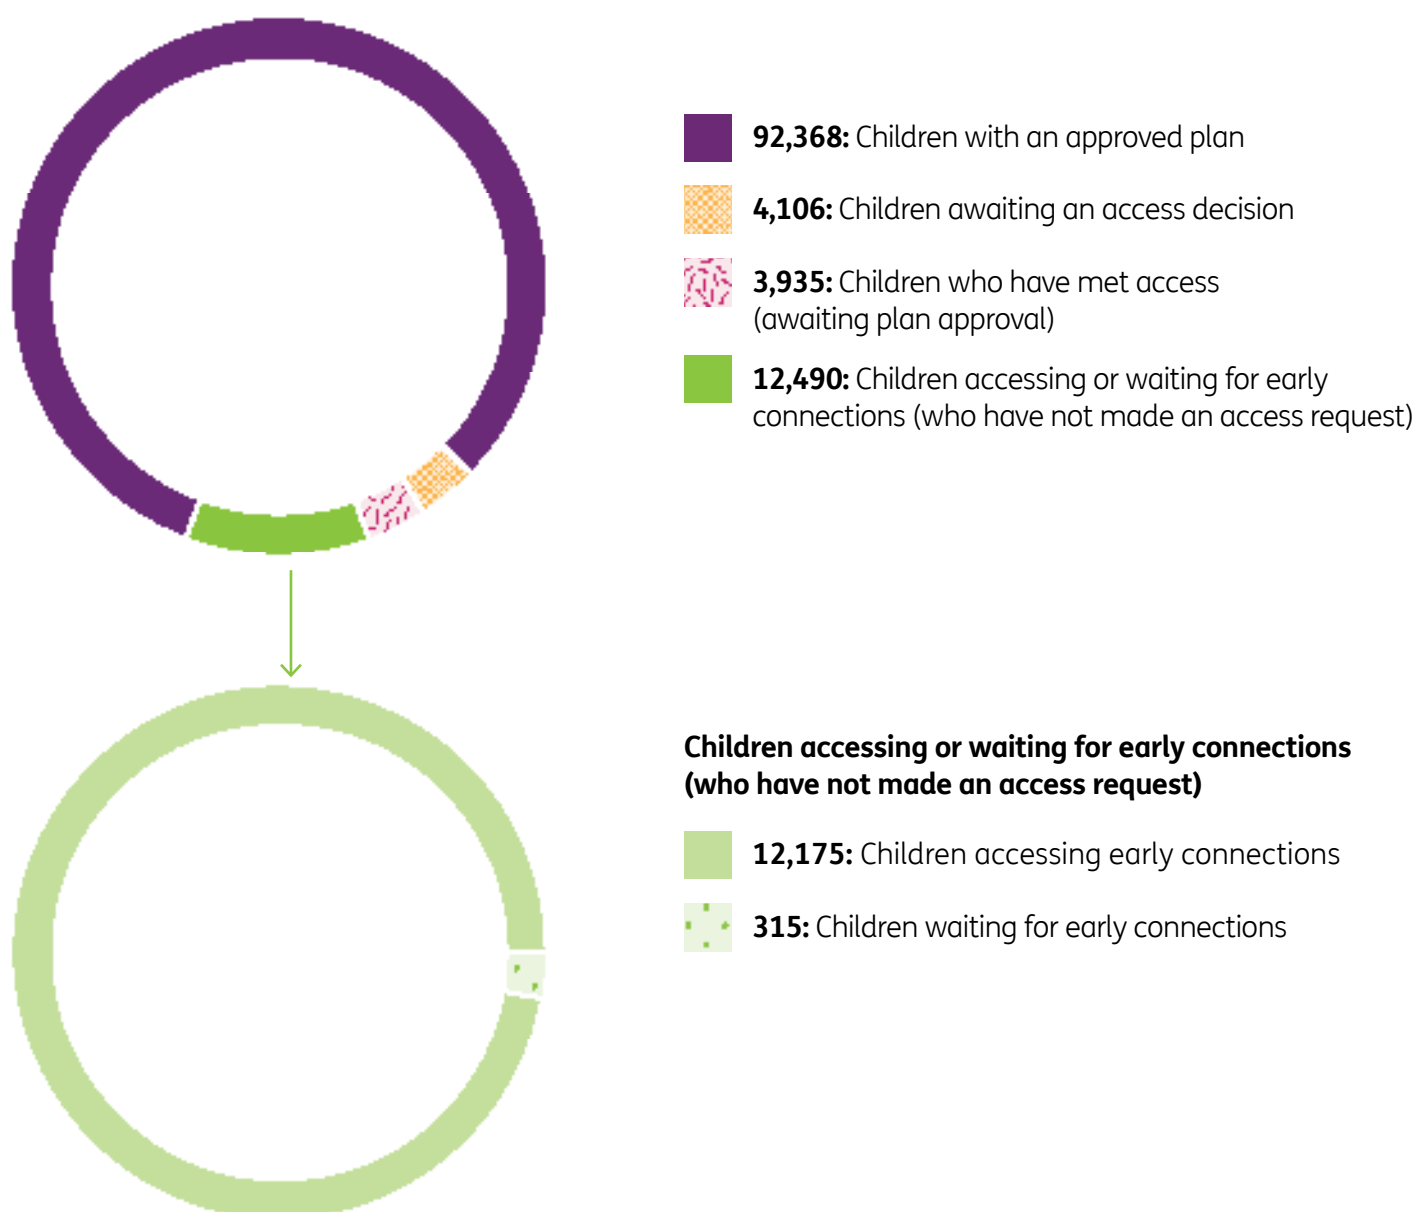 92,368: Children with an approved plan
4,106: Children awaiting an access decision
3,935: Children who have met access
(awaiting plan approval)
12,490: Children accessing or waiting for early
connections (who have not made an access request)
Children accessing or waiting for early connections
(who have not made an access request)
12,175: Children accessing early connections
315: Children waiting for early connections